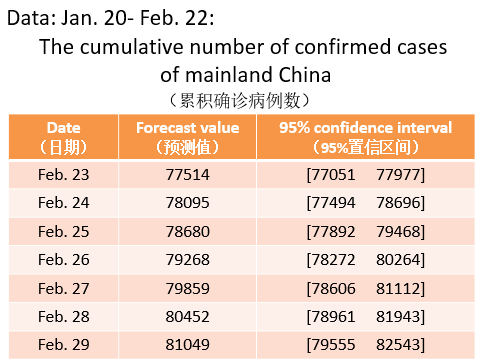 Data: Jan. 20- Feb. 22:
The cumulative number of confirmed cases
of mainland China
（累积确诊病例数）
Date Forecast value 95% confidence interval
（日期） （预测值） （95%置信区间）
Feb. 23 77514 [77051 77977]
Feb. 24 78095 [77494 78696]
Feb. 25 78680 [77892 79468]
Feb. 26 79268 [78272 80264]
Feb. 27 79859 [78606 81112]
Feb. 28 80452 [78961 81943]
Feb. 29 81049 [79555 82543]